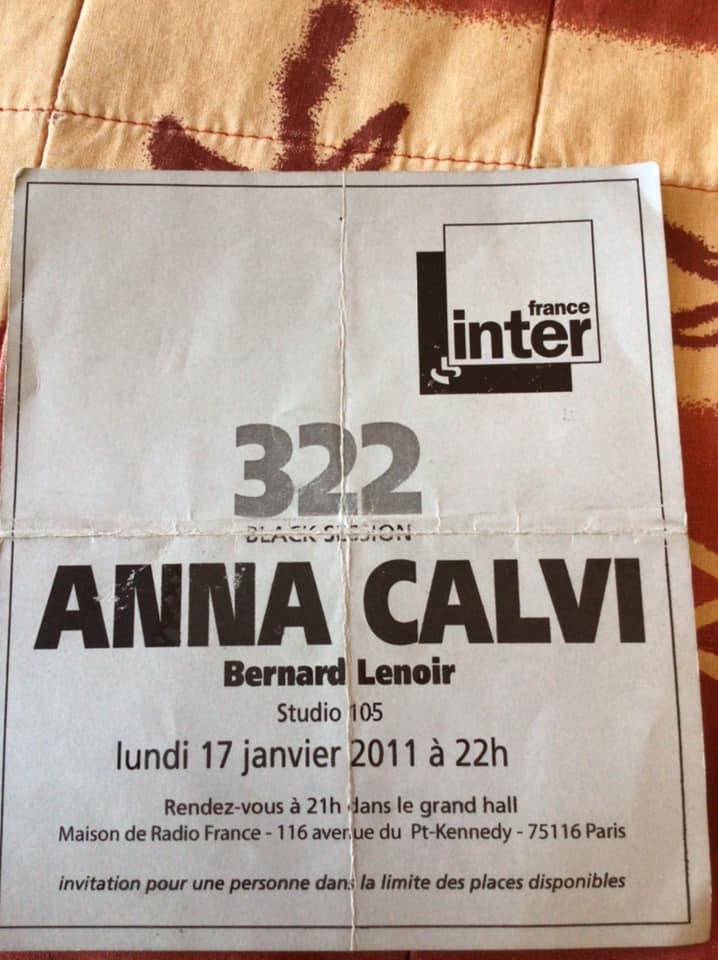 france
inter
322
BLACK SESSION
ANNA CALVI
Bernard Lenoir
Studio 105
lundi 17 janvier 2011 à 22h
Rendez-vous à 21h dans le grand hall
Maison de Radio France - 116 avenue du Pt-Kennedy - 75116 Paris
invitation pour une personne dans la limite des places disponibles